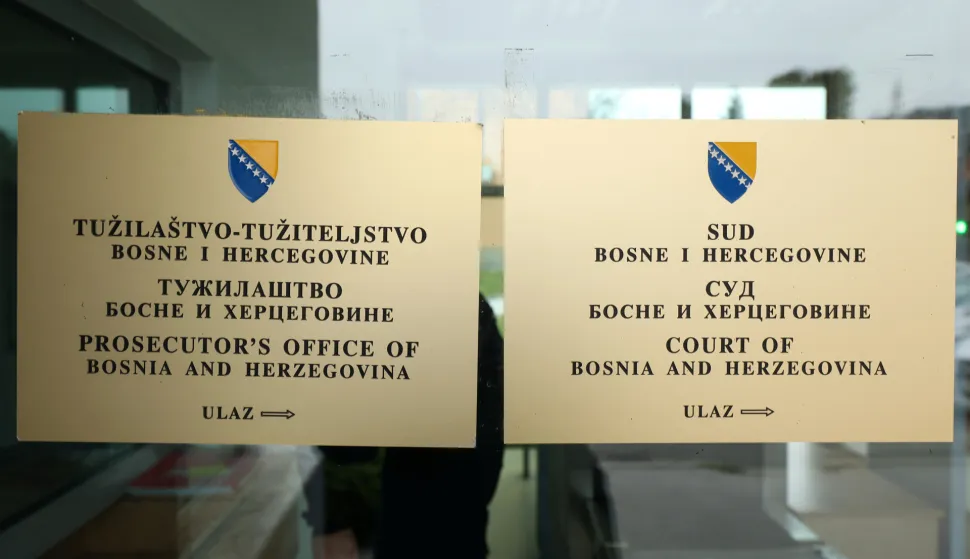 TUŽILAŠTVO-TUŽITELJSTVO
BOSNE I HERCEGOVINE
ТУЖИЛАШТВО
БОСНЕ И ХЕРЦЕГОВИНЕ
PROSECUTOR'S OFFICE OF
BOSNIA AND HERZEGOVINA
ULAZ ⇒
SUD
BOSNE I HERCEGOVINE
СУД
БОСНЕ И ХЕРЦЕГОВИНЕ
COURT OF
BOSNIA AND HERZEGOVINA
ULAZ ⇒